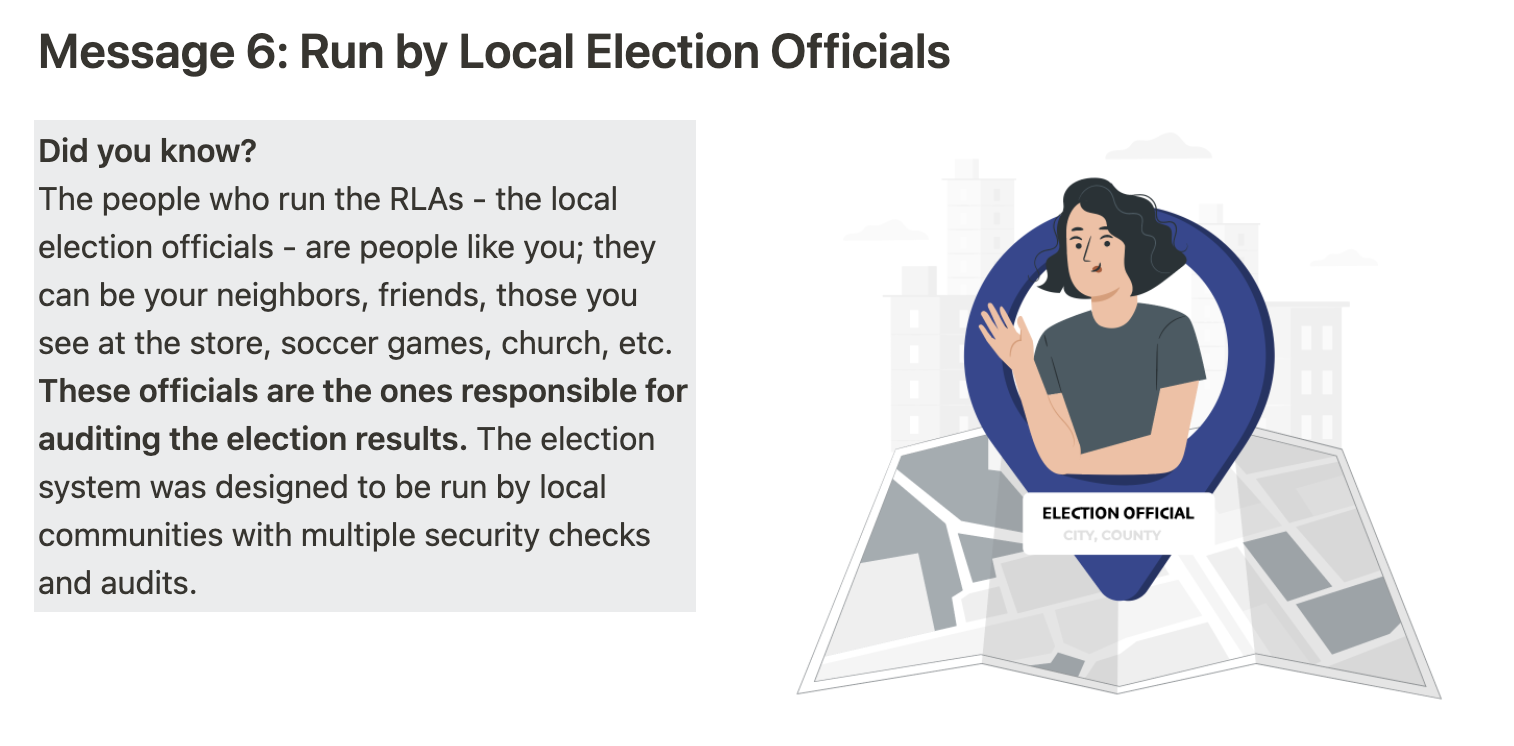 Message 6: Run by Local Election Officials
Did you know?
The people who run the RLAs - the local
election officials - are people like you; they
can be your neighbors, friends, those you
see at the store, soccer games, church, etc.
These officials are the ones responsible for
auditing the election results. The election
system was designed to be run by local
communities with multiple security checks
and audits.
ELECTION OFFICIAL
CITY, COUNTY